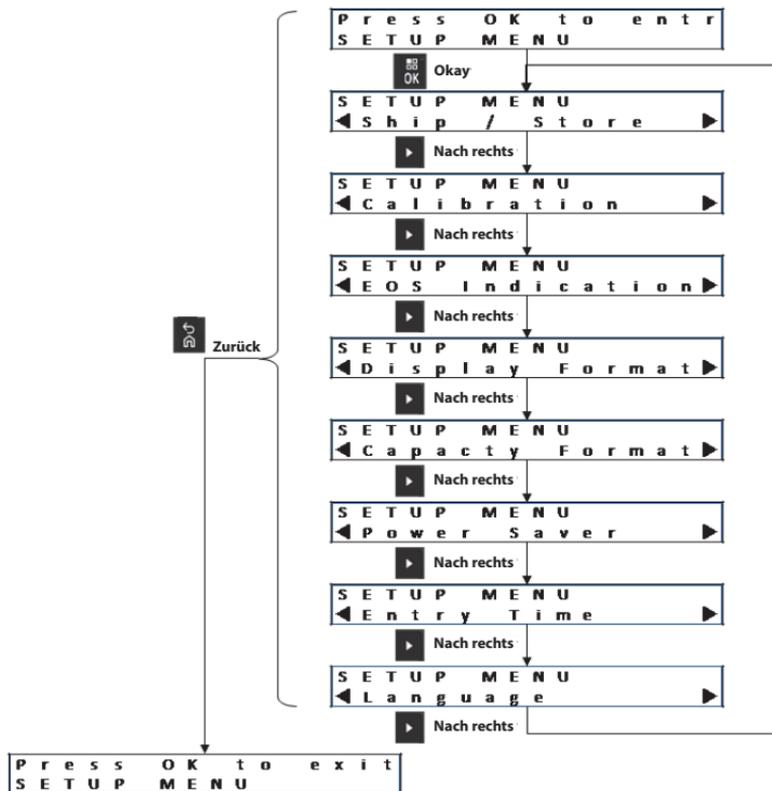 Press OK to entr
SETUP MENU
OK Okay
SETUP MENU
Ship / Store
Nach rechts
SETUP MENU
Calibration
Nach rechts
SETUP MENU
EOS Indication
Nach rechts
Zurück
SETUP MENU
Display Format
Nach rechts
SETUP MENU
Capacty Format
Nach rechts
SETUP MENU
Power Saver
Nach rechts
SETUP MENU
Entry Time
Nach rechts
SETUP MENU
Language
Nach rechts
Press OK to exit
SETUP MENU